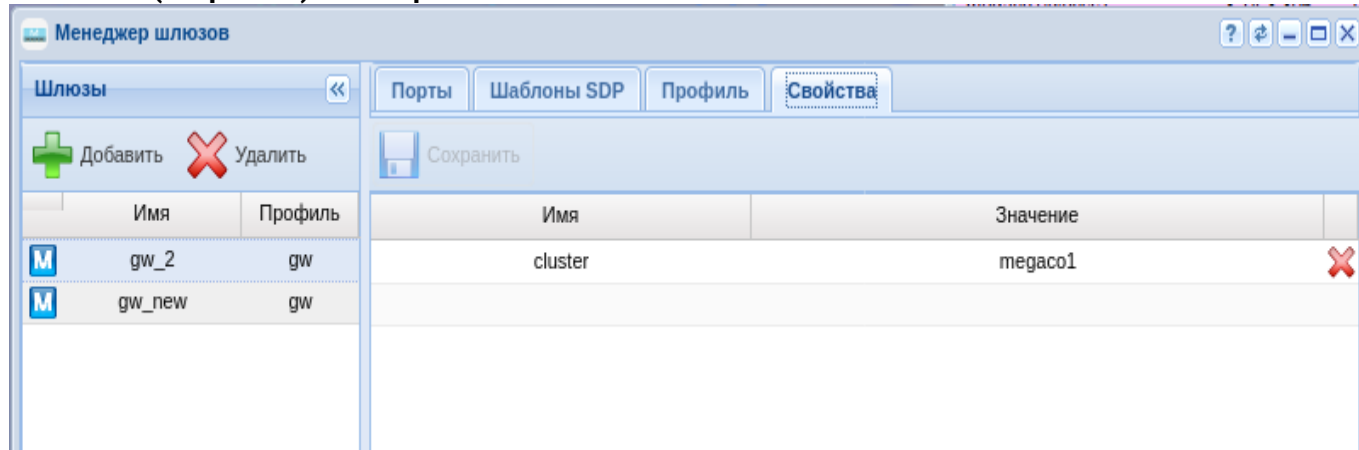 Менеджер шлюзов
Шлюзы
Порты Шаблоны SDP Профиль Свойства
Добавить Удалить Сохранить
Имя Профиль Имя Значение
gw_2 gw cluster megaco1
gw_new gw